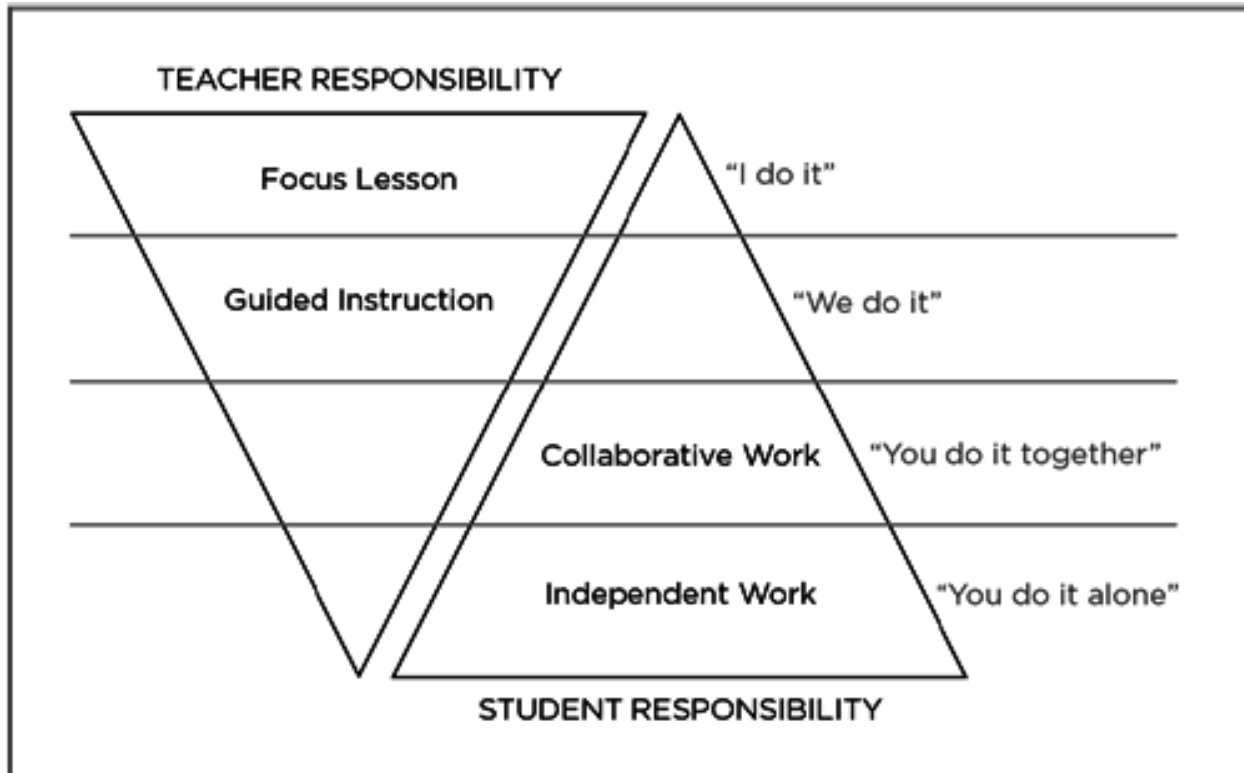 TEACHER RESPONSIBILITY
Focus Lesson
“I do it”
Guided Instruction
“We do it”
Collaborative Work
“You do it together”
Independent Work
“You do it alone”
STUDENT RESPONSIBILITY